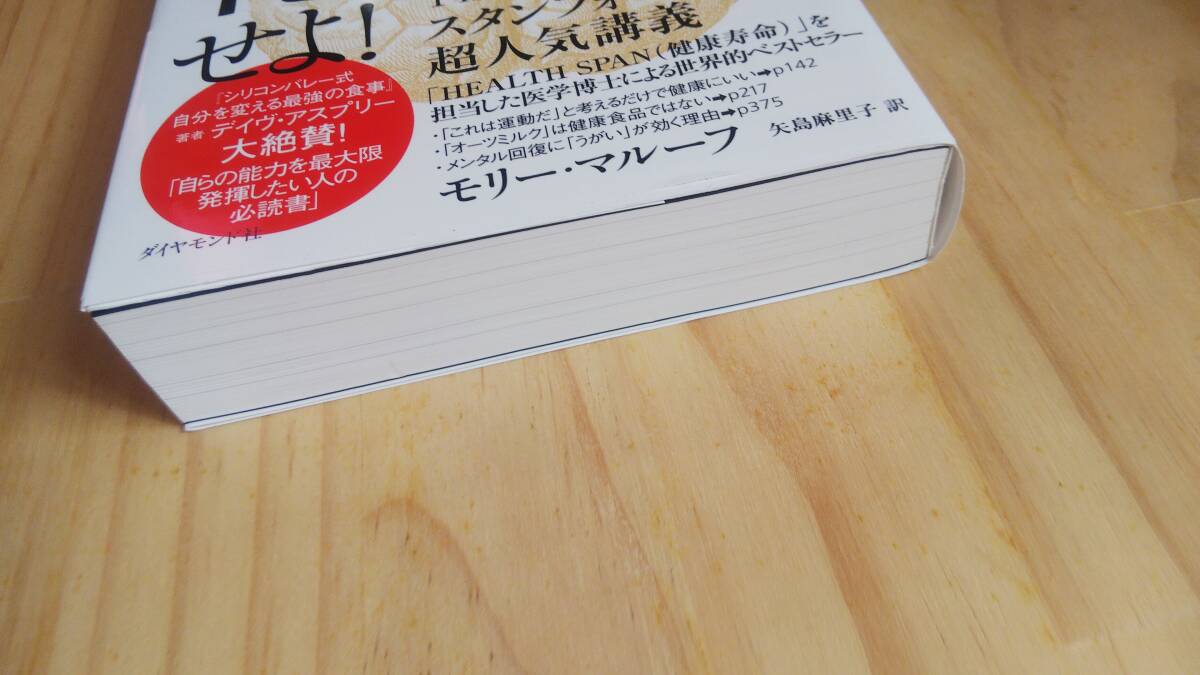 せよ!
スタンフォ
超人気講義
「HEALTH SPAN(健康寿命)」を
担当した医学博士による世界的ベストセラー
・「これは運動だ」と考えるだけで健康にいい➡p142
・「オーツミルク」は健康食品ではない➡p217
・メンタル回復に「うがい」が効く理由➡p375
モリー・マルーフ
矢島麻里子 訳
『シリコンバレー式
自分を変える最強の食事』
著者 デイヴ・アスプリー
大絶賛!
「自らの能力を最大限
発揮したい人の
必読書」
ダイヤモンド社